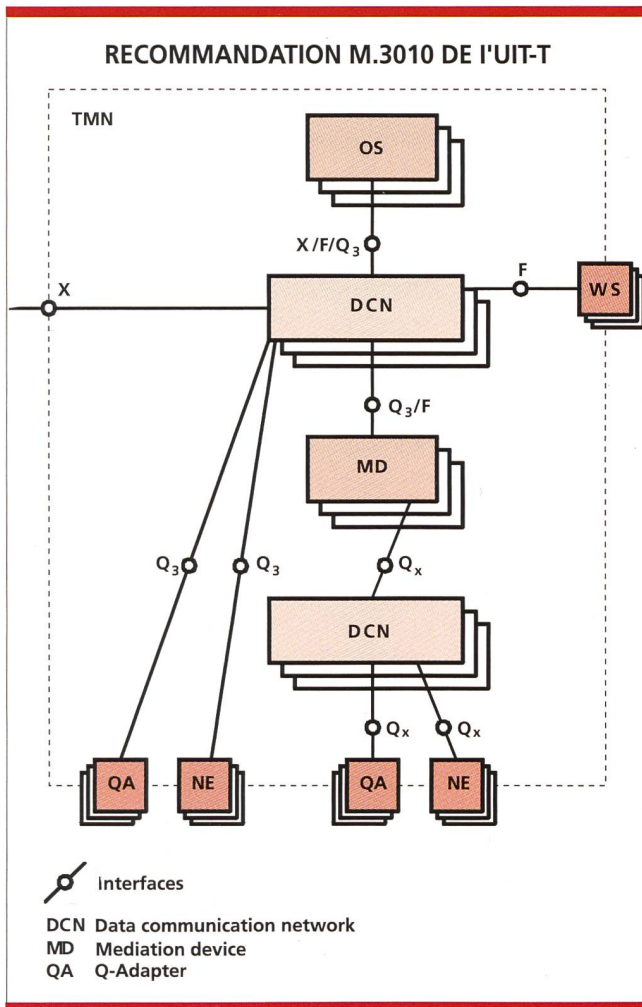 RECOMMANDATION M.3010 DE l'UIT-T
TMN
OS
X/F/Q₃
X
F
DCN
WS
Q₃/F
MD
Q₃
Q₃
Qₓ
DCN
Qₓ
Qₓ
QA
NE
QA
NE
Interfaces
DCN Data communication network
MD Mediation device
QA Q-Adapter